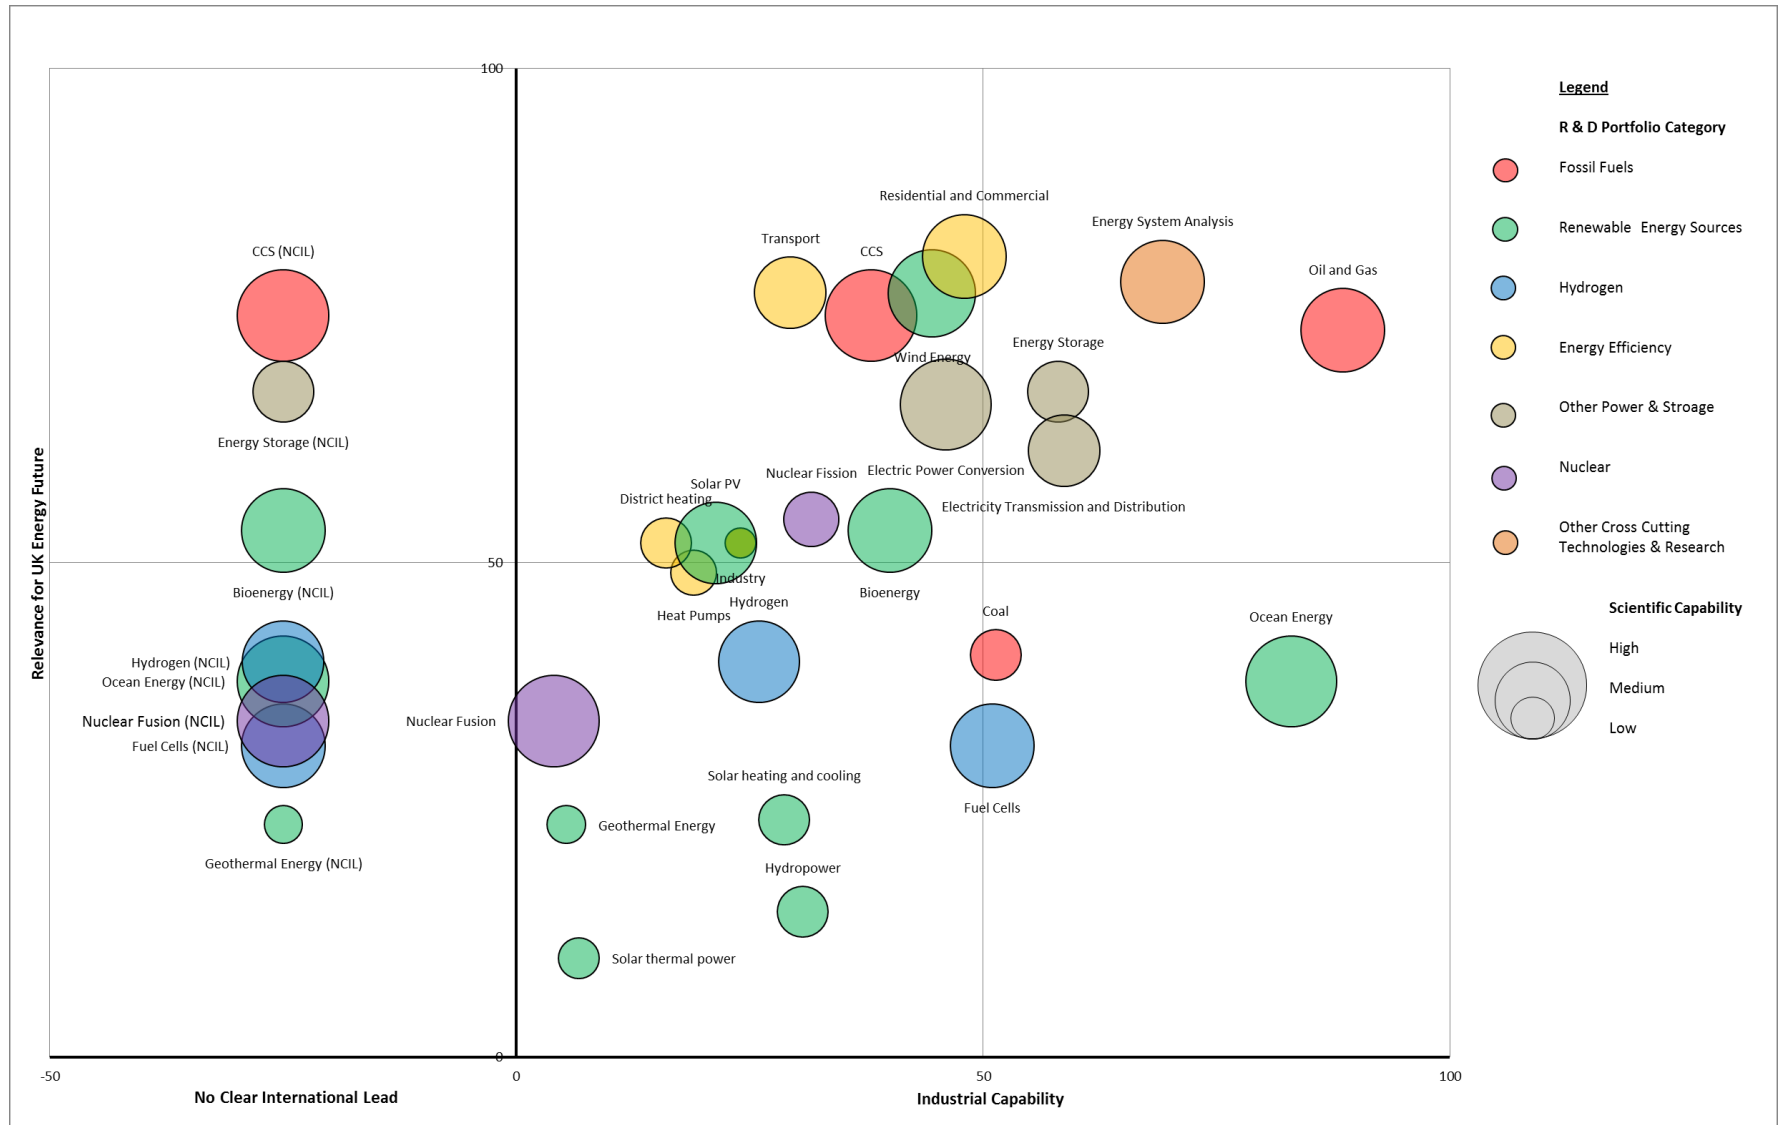 100
Legend
R & D Portfolio Category
Fossil Fuels
Residential and Commercial
Energy System Analysis
Renewable Energy Sources
Transport
CCS (NCIL)
CCS
Oil and Gas
Hydrogen
Energy Storage
Energy Efficiency
Wind Energy
Other Power & Stroage
Energy Storage (NCIL)
Nuclear
Electric Power Conversion
Nuclear Fission
Solar PV
District heating
Electricity Transmission and Distribution
Other Cross Cutting
Technologies & Research
Relevance for UK Energy Future
50
Industry
Bioenergy (NCIL)
Bioenergy
Hydrogen
Heat Pumps
Coal
Ocean Energy
Scientific Capability
High
Medium
Low
Hydrogen (NCIL)
Ocean Energy (NCIL)
Nuclear Fusion (NCIL)
Nuclear Fusion
Fuel Cells (NCIL)
Solar heating and cooling
Fuel Cells
Geothermal Energy
Geothermal Energy (NCIL)
Hydropower
Solar thermal power
0
-50
0
50
100
No Clear International Lead
Industrial Capability